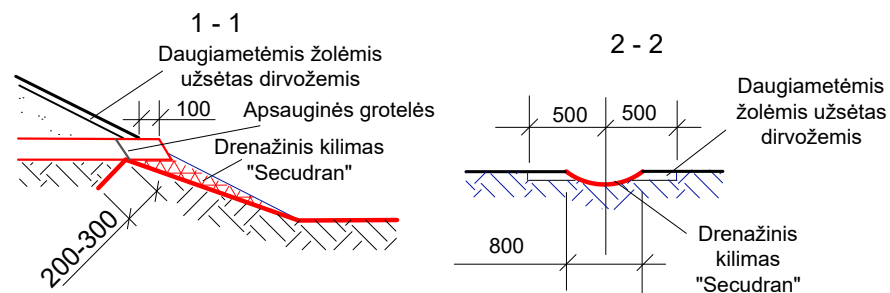 1 - 1
Daugiametėmis žolėmis
užsėtas dirvožemis
100
Apsauginės grotelės
Drenažinis kilimas
"Secudran"
200-300
2 - 2
Daugiametėmis
žolėmis užsėtas
dirvožemis
500
500
800
Drenažinis
kilimas
"Secudran"